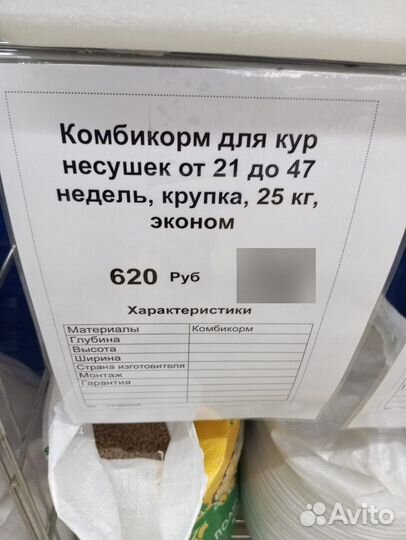 Комбикорм для кур
несушек от 21 до 47
недель, крупка, 25 кг,
эконом
620 Руб
Характеристики
Материалы Комбикорм
Глубина
Высота
Ширина
Страна изготовителя
Монтаж
Гарантия
Avito